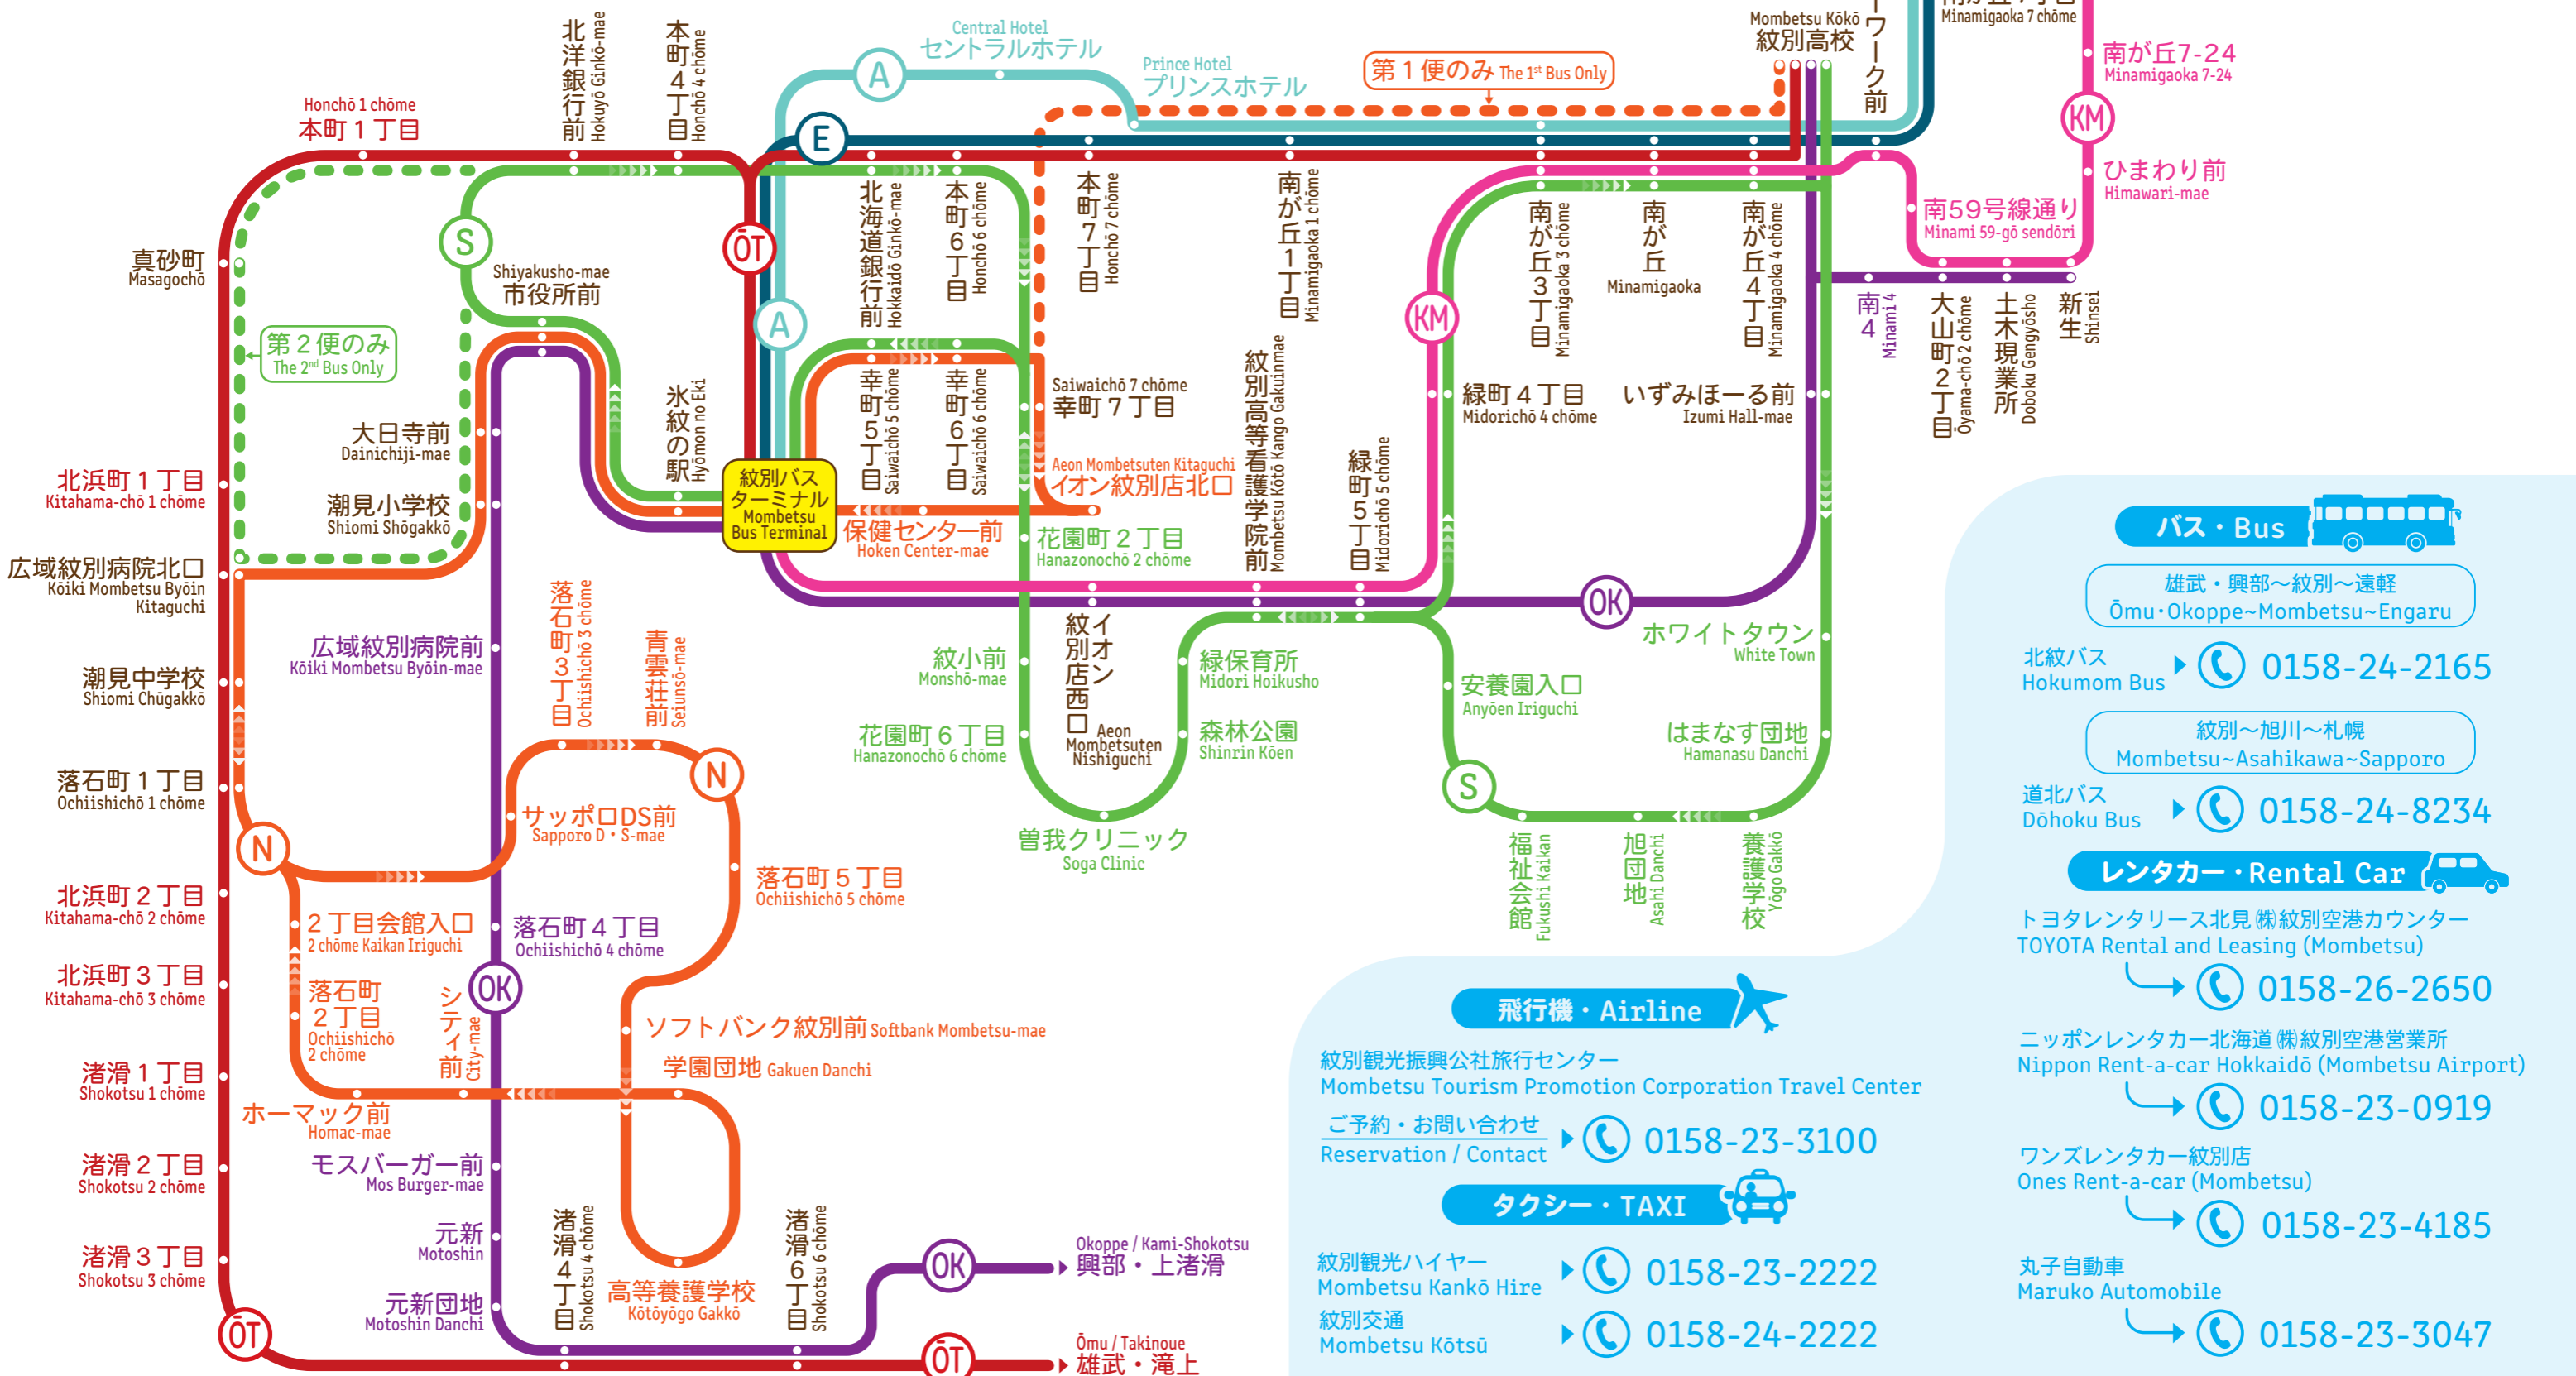 Central Hotel
セントラルホテル
Prince Hotel
プリンスホテル
第1便のみ The 1st Bus Only
Mombetsu Kōkō
紋別高校
ワーク前
Minamigaoka 7 chōme
南が丘7-24
Minamigaoka 7-24
KM
ひまわり前
Himawari-mae
南59号線通り
Minami 59-gō sendōri
A
E
北洋銀行前
Hokuyō Ginkō-mae
本町4丁目
Honchō 4 chōme
Honchō 1 chōme
本町1丁目
真砂町
Masagochō
S
ŌT
A
Shiyakusho-mae
市役所前
第2便のみ
The 2nd Bus Only
北海道銀行前
Hokkaidō Ginkō-mae
本町6丁目
Honchō 6 chōme
本町7丁目
Honchō 7 chōme
南が丘1丁目
Minamigaoka 1 chōme
KM
南が丘3丁目
Minamigaoka 3 chōme
南が丘
Minamigaoka
南が丘4丁目
Minamigaoka 4 chōme
南4
Minami 4
大山町2丁目
Ōyama-chō 2 chōme
土木現業所
Doboku Gengyōsho
新生
Shinsei
大日寺前
Dainichiji-mae
潮見小学校
Shiomi Shōgakkō
氷紋の駅
Hyōmon no Eki
幸町5丁目
Saiwaichō 5 chōme
幸町6丁目
Saiwaichō 6 chōme
Saiwaichō 7 chōme
幸町7丁目
Aeon Mombetsuten Kitaguchi
イオン紋別店北口
紋別高等看護学院前
Mombetsu Kōtō Kango Gakuinmae
緑町5丁目
Midorichō 5 chōme
緑町4丁目
Midorichō 4 chōme
いずみほーる前
Izumi Hall-mae
紋別バス
ターミナル
Mombetsu
Bus Terminal
保健センター前
Hoken Center-mae
花園町2丁目
Hanazonochō 2 chōme
北浜町1丁目
Kitahama-chō 1 chōme
広域紋別病院北口
Kōiki Mombetsu Byōin
Kitaguchi
潮見中学校
Shiomi Chūgakkō
落石町1丁目
Ochiishichō 1 chōme
北浜町2丁目
Kitahama-chō 2 chōme
北浜町3丁目
Kitahama-chō 3 chōme
渚滑1丁目
Shokotsu 1 chōme
渚滑2丁目
Shokotsu 2 chōme
渚滑3丁目
Shokotsu 3 chōme
ŌT
広域紋別病院前
Kōiki Mombetsu Byōin-mae
落石町3丁目
Ochiishichō 3 chōme
青雲荘前
Seiunsō-mae
N
N
サッポロDS前
Sapporo D・S-mae
落石町5丁目
Ochiishichō 5 chōme
2丁目会館入口
2 chōme Kaikan Iriguchi
落石町4丁目
Ochiishichō 4 chōme
OK
落石町
2丁目
Ochiishichō
2 chōme
シティ前
City-mae
ソフトバンク紋別前 Softbank Mombetsu-mae
学園団地 Gakuen Danchi
ホーマック前
Homac-mae
モスバーガー前
Mos Burger-mae
元新
Motoshin
元新団地
Motoshin Danchi
渚滑4丁目
Shokotsu 4 chōme
高等養護学校
Kōtōyōgo Gakkō
渚滑6丁目
Shokotsu 6 chōme
OK
Okoppe / Kami-Shokotsu
興部・上渚滑
ŌT
Ōmu / Takinoue
雄武・滝上
紋小前
Monshō-mae
花園町6丁目
Hanazonochō 6 chōme
イオン
紋別店西口
Aeon
Mombetsuten
Nishiguchi
緑保育所
Midori Hoikusho
森林公園
Shinrin Kōen
曽我クリニック
Soga Clinic
OK
ホワイトタウン
White Town
安養園入口
Anyōen Iriguchi
はまなす団地
Hamanasu Danchi
S
福祉会館
Fukushi Kaikan
旭団地
Asahi Danchi
養護学校
Yōgo Gakkō
バス・Bus
雄武・興部～紋別～遠軽
Ōmu・Okoppe~Mombetsu~Engaru
北紋バス
Hokumom Bus
0158-24-2165
紋別～旭川～札幌
Mombetsu~Asahikawa~Sapporo
道北バス
Dōhoku Bus
0158-24-8234
レンタカー・Rental Car
トヨタレンタリース北見㈱紋別空港カウンター
TOYOTA Rental and Leasing (Mombetsu)
0158-26-2650
ニッポンレンタカー北海道㈱紋別空港営業所
Nippon Rent-a-car Hokkaidō (Mombetsu Airport)
0158-23-0919
ワンズレンタカー紋別店
Ones Rent-a-car (Mombetsu)
0158-23-4185
丸子自動車
Maruko Automobile
0158-23-3047
飛行機・Airline
紋別観光振興公社旅行センター
Mombetsu Tourism Promotion Corporation Travel Center
ご予約・お問い合わせ
Reservation / Contact
0158-23-3100
タクシー・TAXI
紋別観光ハイヤー
Mombetsu Kankō Hire
0158-23-2222
紋別交通
Mombetsu Kōtsū
0158-24-2222